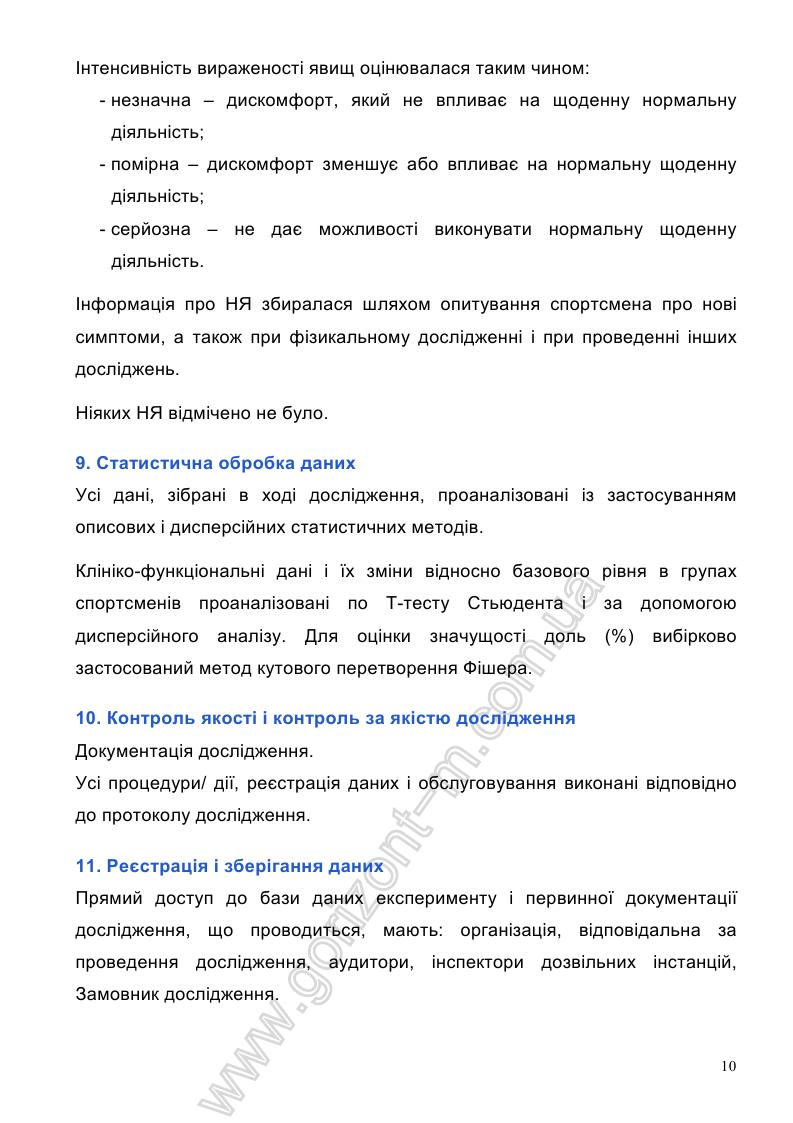 Інтенсивність вираженості явищ оцінювалася таким чином:
- незначна – дискомфорт, який не впливає на щоденну нормальну
діяльність;
- помірна – дискомфорт зменшує або впливає на нормальну щоденну
діяльність;
- серйозна – не дає можливості виконувати нормальну щоденну
діяльність.
Інформація про НЯ збиралася шляхом опитування спортсмена про нові
симптоми, а також при фізикальному дослідженні і при проведенні інших
досліджень.
Ніяких НЯ відмічено не було.
9. Статистична обробка даних
Усі дані, зібрані в ході дослідження, проаналізовані із застосуванням
описових і дисперсійних статистичних методів.
Клініко-функціональні дані і їх зміни відносно базового рівня в групах
спортсменів проаналізовані по Т-тесту Стьюдента і за допомогою
дисперсійного аналізу. Для оцінки значущості доль (%) вибірково
застосований метод кутового перетворення Фішера.
10. Контроль якості і контроль за якістю дослідження
Документація дослідження.
Усі процедури/ дії, реєстрація даних і обслуговування виконані відповідно
до протоколу дослідження.
11. Реєстрація і зберігання даних
Прямий доступ до бази даних експерименту і первинної документації
дослідження, що проводиться, мають: організація, відповідальна за
проведення дослідження, аудитори, інспектори дозвільних інстанцій,
Замовник дослідження.
10
www.gorizont-m.com.ua